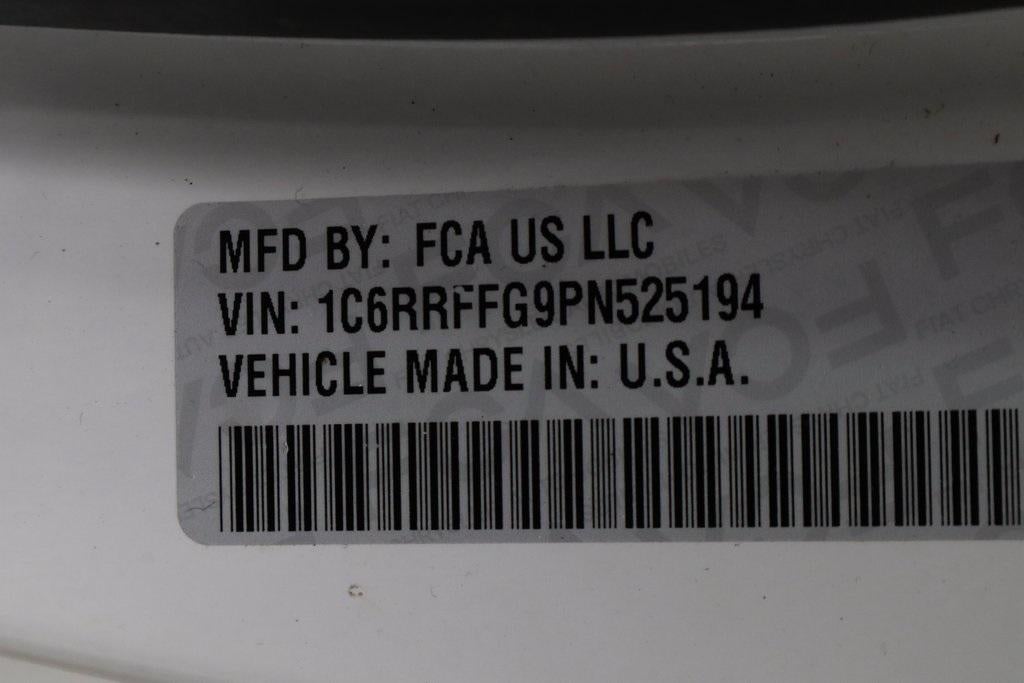 MFD BY: FCA US LLC
VIN: 1C6RRFFG9PN525194
VEHICLE MADE IN: U.S.A.